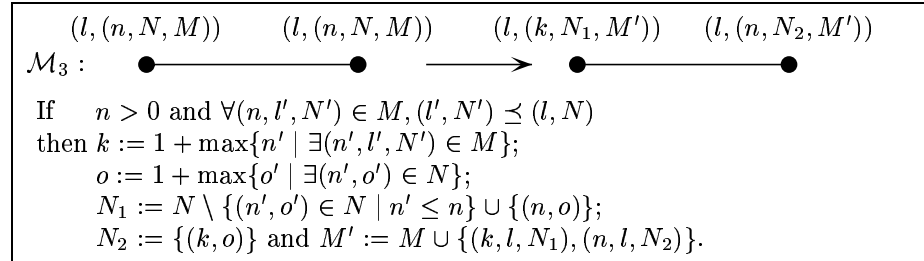 (l, (n, N, M)) (l, (n, N, M)) (l, (k, N₁, M′)) (l, (n, N₂, M′))
ℳ₃ :
If n > 0 and ∀(n, l′, N′) ∈ M, (l′, N′) ⪯ (l, N)
then k := 1 + max{n′ | ∃(n′, l′, N′) ∈ M};
o := 1 + max{o′ | ∃(n′, o′) ∈ N};
N₁ := N \ {(n′, o′) ∈ N | n′ ≤ n} ∪ {(n, o)};
N₂ := {(k, o)} and M′ := M ∪ {(k, l, N₁), (n, l, N₂)}.